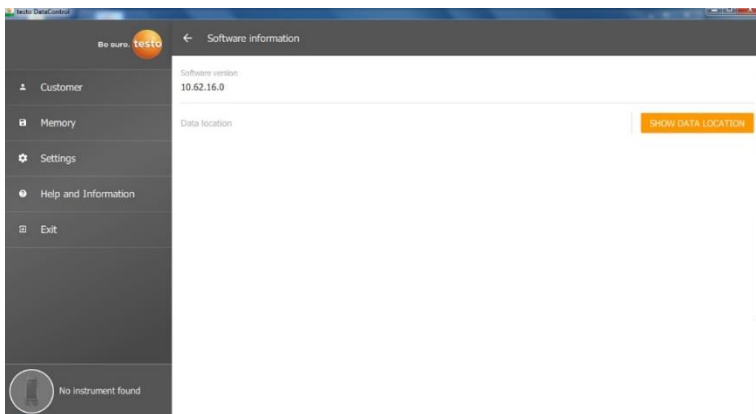 testo DataControl
Be sure. testo
← Software information
Software version
10.62.16.0
Customer
Memory
Data location
SHOW DATA LOCATION
Settings
Help and Information
Exit
No instrument found